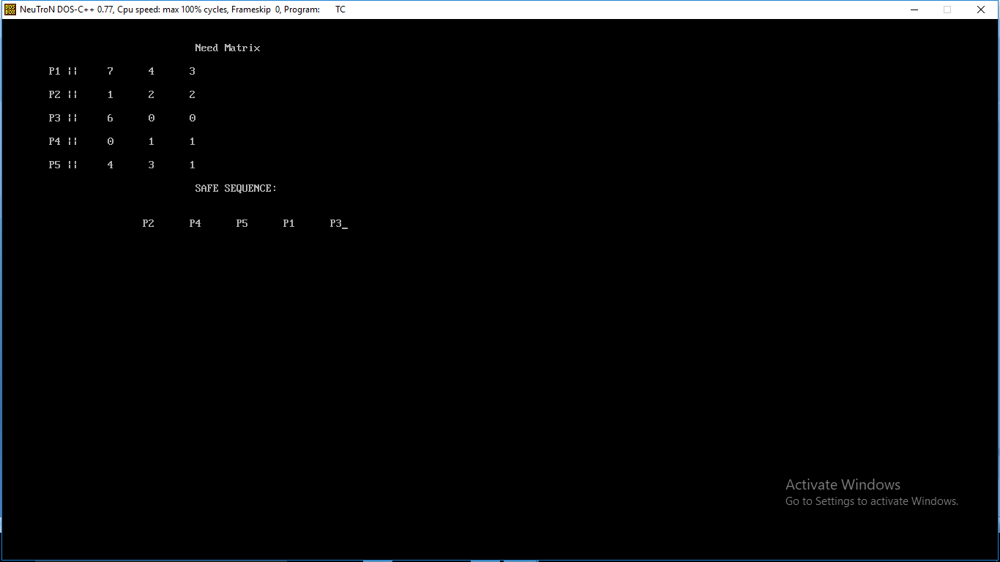 NeuTroN DOS-C++ 0.77, Cpu speed: max 100% cycles, Frameskip 0, Program: TC
Need Matrix
P1 ¦¦ 7 4 3
P2 ¦¦ 1 2 2
P3 ¦¦ 6 0 0
P4 ¦¦ 0 1 1
P5 ¦¦ 4 3 1
SAFE SEQUENCE:
P2 P4 P5 P1 P3_
Activate Windows
Go to Settings to activate Windows.